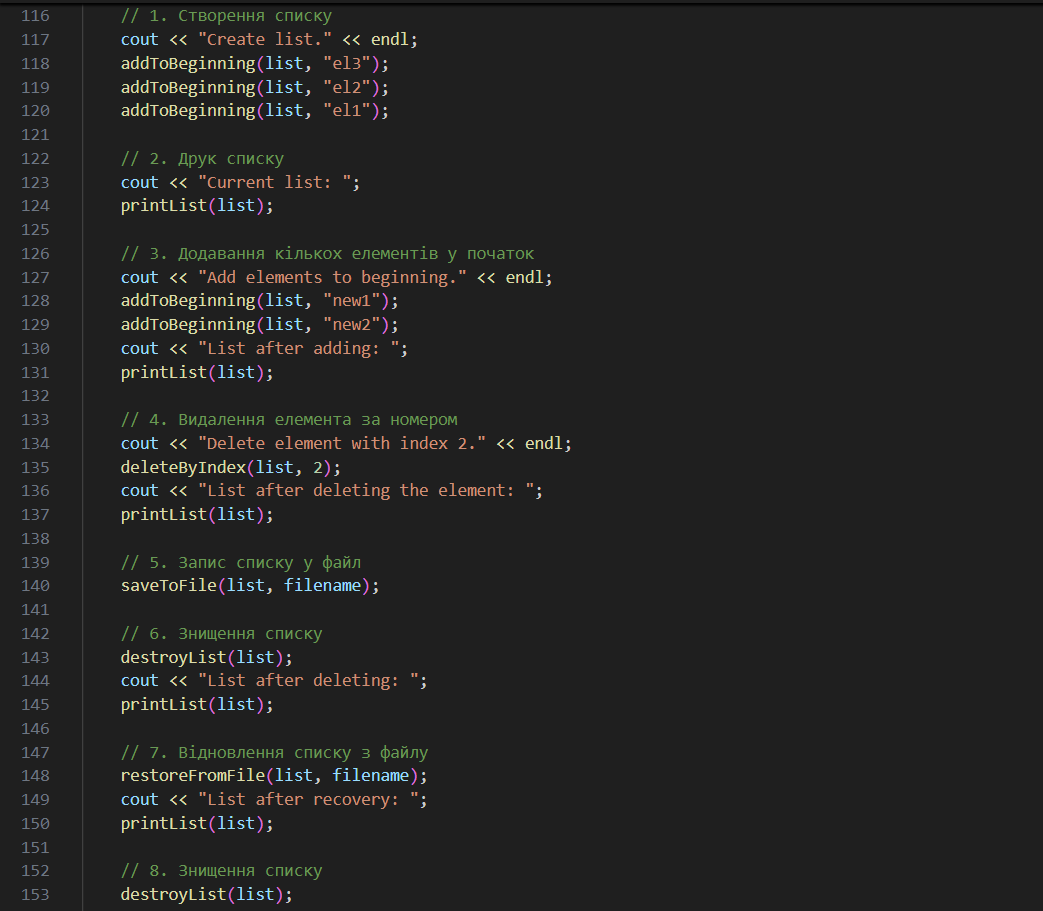 116 // 1. Створення списку
117 cout << "Create list." << endl;
118 addToBeginning(list, "el3");
119 addToBeginning(list, "el2");
120 addToBeginning(list, "el1");
121
122 // 2. Друк списку
123 cout << "Current list: ";
124 printList(list);
125
126 // 3. Додавання кількох елементів у початок
127 cout << "Add elements to beginning." << endl;
128 addToBeginning(list, "new1");
129 addToBeginning(list, "new2");
130 cout << "List after adding: ";
131 printList(list);
132
133 // 4. Видалення елемента за номером
134 cout << "Delete element with index 2." << endl;
135 deleteByIndex(list, 2);
136 cout << "List after deleting the element: ";
137 printList(list);
138
139 // 5. Запис списку у файл
140 saveToFile(list, filename);
141
142 // 6. Знищення списку
143 destroyList(list);
144 cout << "List after deleting: ";
145 printList(list);
146
147 // 7. Відновлення списку з файлу
148 restoreFromFile(list, filename);
149 cout << "List after recovery: ";
150 printList(list);
151
152 // 8. Знищення списку
153 destroyList(list);